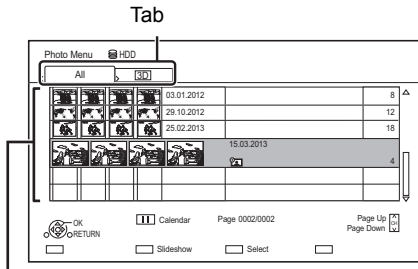 Tab
Photo Menu HDD
All 3D
03.01.2012 8
29.10.2012 12
25.02.2013 18
15.03.2013
4
OK
RETURN
Calendar Page 0002/0002 Page Up
Page Down CH
Slideshow Select